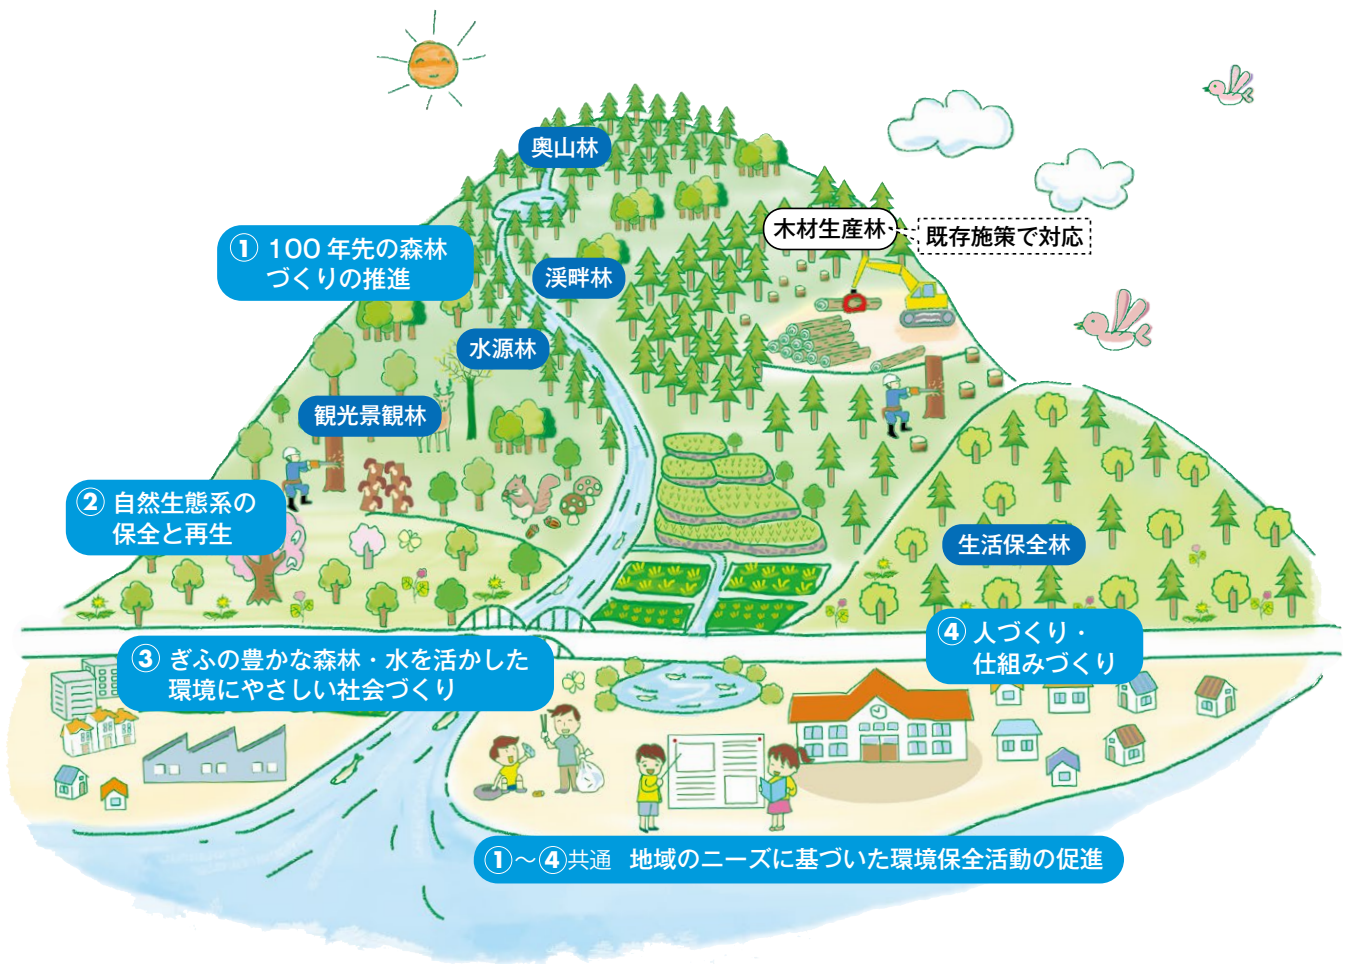 奥山林
木材生産林
既存施策で対応
① 100 年先の森林
づくりの推進
渓畔林
水源林
観光景観林
② 自然生態系の
保全と再生
生活保全林
④ 人づくり・
仕組みづくり
③ ぎふの豊かな森林・水を活かした
環境にやさしい社会づくり
①～④共通 地域のニーズに基づいた環境保全活動の促進